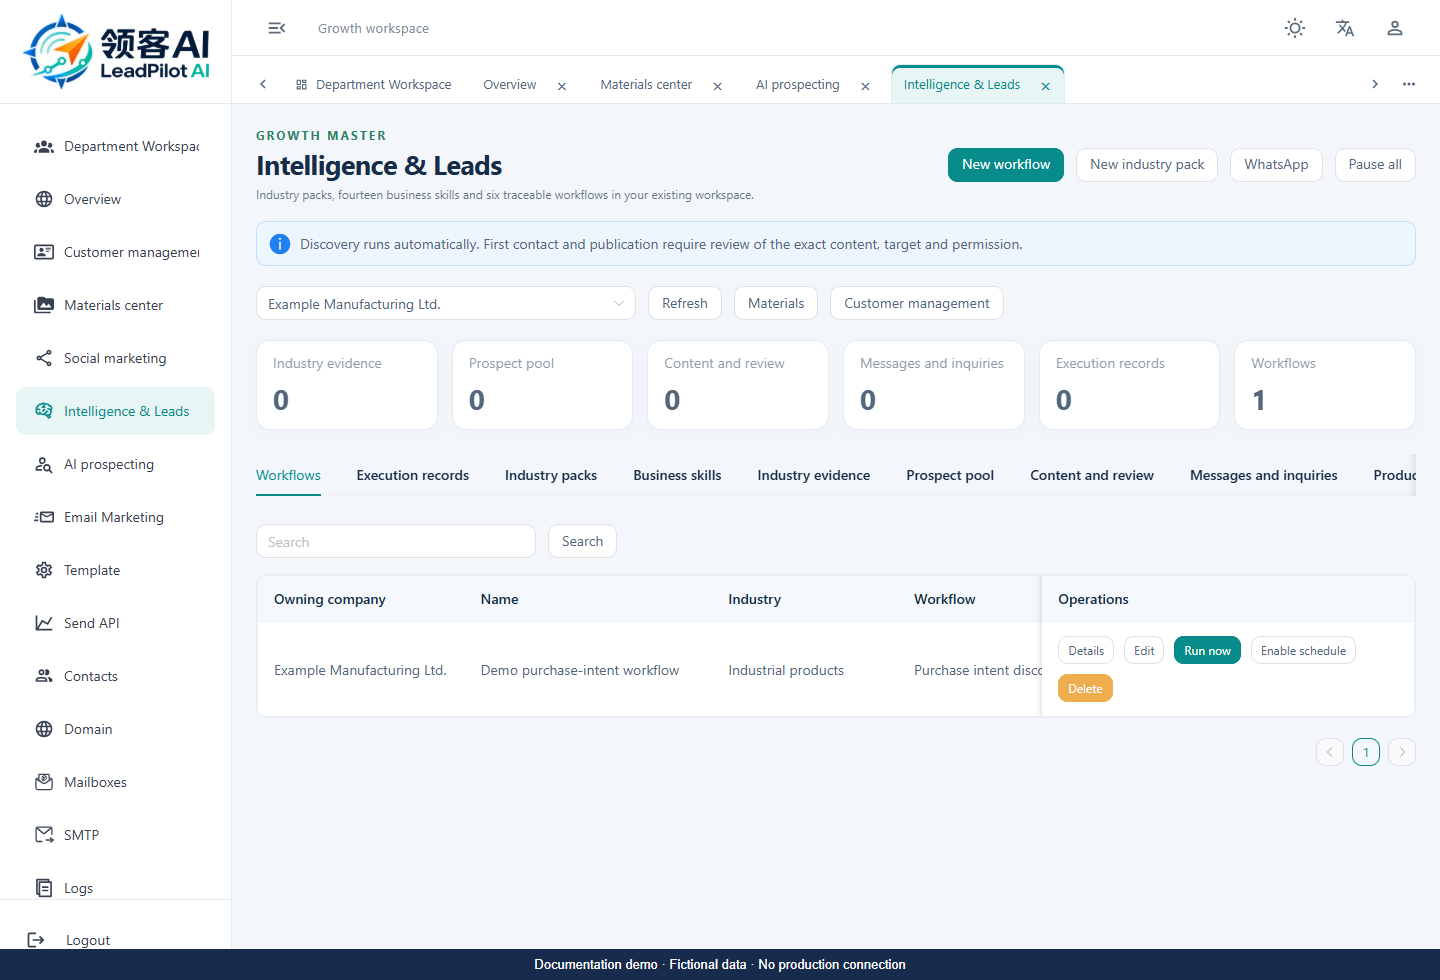 领客AI
LeadPilot AI
Growth workspace
Department Workspace
Overview
Materials center
AI prospecting
Intelligence & Leads
Department Workspac
Overview
Customer managemen
Materials center
Social marketing
Intelligence & Leads
AI prospecting
Email Marketing
Template
Send API
Contacts
Domain
Mailboxes
SMTP
Logs
Logout
GROWTH MASTER
Intelligence & Leads
Industry packs, fourteen business skills and six traceable workflows in your existing workspace.
New workflow
New industry pack
WhatsApp
Pause all
Discovery runs automatically. First contact and publication require review of the exact content, target and permission.
Example Manufacturing Ltd.
Refresh
Materials
Customer management
Industry evidence
0
Prospect pool
0
Content and review
0
Messages and inquiries
0
Execution records
0
Workflows
1
Workflows
Execution records
Industry packs
Business skills
Industry evidence
Prospect pool
Content and review
Messages and inquiries
Produc
Search
Search
Owning company
Name
Industry
Workflow
Operations
Example Manufacturing Ltd.
Demo purchase-intent workflow
Industrial products
Purchase intent disco
Details
Edit
Run now
Enable schedule
Delete
1
Documentation demo · Fictional data · No production connection